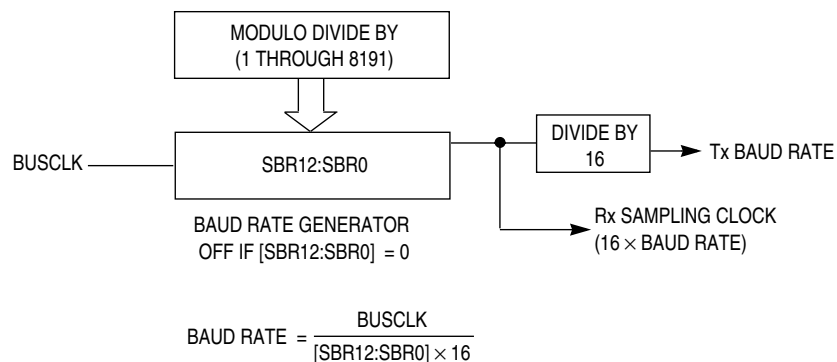 MODULO DIVIDE BY
(1 THROUGH 8191)
BUSCLK
SBR12:SBR0
DIVIDE BY
16
Tx BAUD RATE
BAUD RATE GENERATOR
OFF IF [SBR12:SBR0] = 0
Rx SAMPLING CLOCK
(16 × BAUD RATE)
BAUD RATE =
BUSCLK
[SBR12:SBR0] × 16